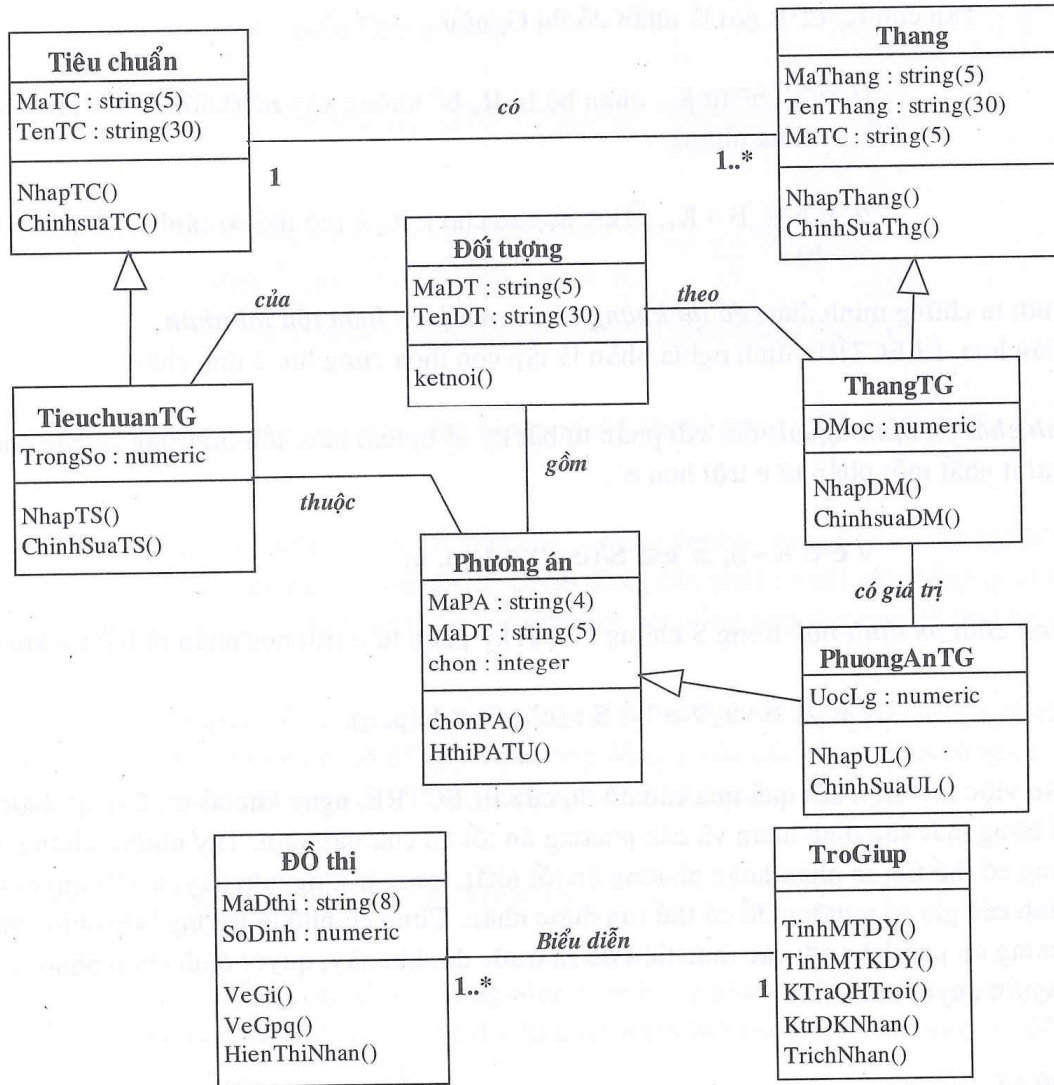 Tiêu chuẩn
MaTC : string(5)
TenTC : string(30)
NhapTC()
ChinhsuaTC()
có
1
1..*
Thang
MaThang : string(5)
TenThang : string(30)
MaTC : string(5)
NhapThang()
ChinhSuaThg()
Đối tượng
MaDT : string(5)
TenDT : string(30)
ketnoi()
của
theo
TieuchuanTG
TrongSo : numeric
NhapTS()
ChinhSuaTS()
thuộc
gồm
ThangTG
DMoc : numeric
NhapDM()
ChinhsuaDM()
có giá trị
Phương án
MaPA : string(4)
MaDT : string(5)
chon : integer
chonPA()
HthiPATU()
PhuongAnTG
UocLg : numeric
NhapUL()
ChinhSuaUL()
ĐỒ thị
MaDthi : string(8)
SoDinh : numeric
VeGi()
VeGpq()
HienThiNhan()
Biểu diễn
1..*
1
TroGiup
TinhMTDY()
TinhMTKDY()
KTraQHTroi()
KtrDKNhan()
TrichNhan()